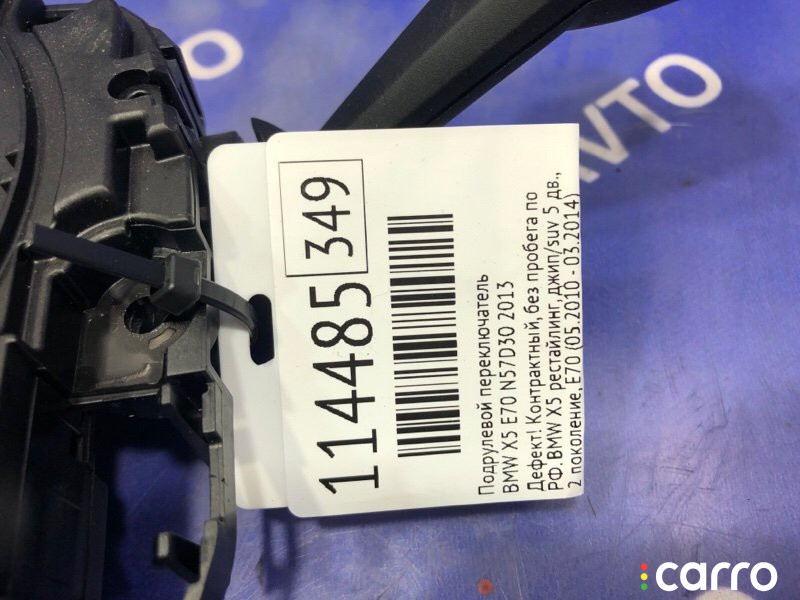 114485 349
Подрулевой переключатель
BMW X5 E70 N57D30 2013
Дефект! Контрактный, без пробега по
РФ. BMW X5 рестайлинг, джип/suv 5 дв.,
2 поколение, E70 (05.2010 - 03.2014)
АVТО
carro